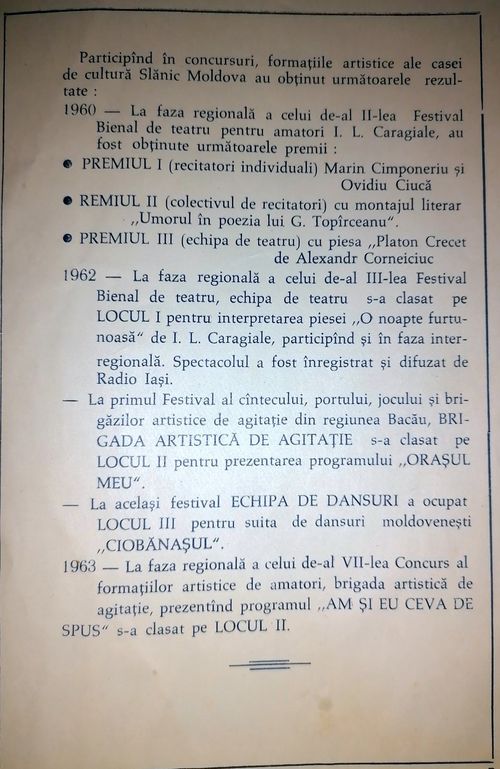 Participînd în concursuri, formațiile artistice ale casei
de cultură Slănic Moldova au obținut următoarele rezul-
tate :
1960 — La faza regională a celui de-al II-lea Festival
Bienal de teatru pentru amatori I. L. Caragiale, au
fost obținute următoarele premii :
● PREMIUL I (recitatori individuali) Marin Cimponeriu și
Ovidiu Ciucă
● REMIUL II (colectivul de recitatori) cu montajul literar
„Umorul în poezia lui G. Topîrceanu“.
● PREMIUL III (echipa de teatru) cu piesa „Platon Crecet
de Alexandr Corneiciuc
1962 — La faza regională a celui de-al III-lea Festival
Bienal de teatru, echipa de teatru s-a clasat pe
LOCUL I pentru interpretarea piesei „O noapte furtu-
noasă“ de I. L. Caragiale, participînd și în faza inter-
regională. Spectacolul a fost înregistrat și difuzat de
Radio Iași.
— La primul Festival al cîntecului, portului, jocului și bri-
găzilor artistice de agitație din regiunea Bacău, BRI-
GADA ARTISTICĂ DE AGITAȚIE s-a clasat pe
LOCUL II pentru prezentarea programului „ORAȘUL
MEU“.
— La același festival ECHIPA DE DANSURI a ocupat
LOCUL III pentru suita de dansuri moldovenești
„CIOBĂNAȘUL“.
1963 — La faza regională a celui de-al VII-lea Concurs al
formațiilor artistice de amatori, brigada artistică de
agitație, prezentînd programul „AM ȘI EU CEVA DE
SPUS“ s-a clasat pe LOCUL II.